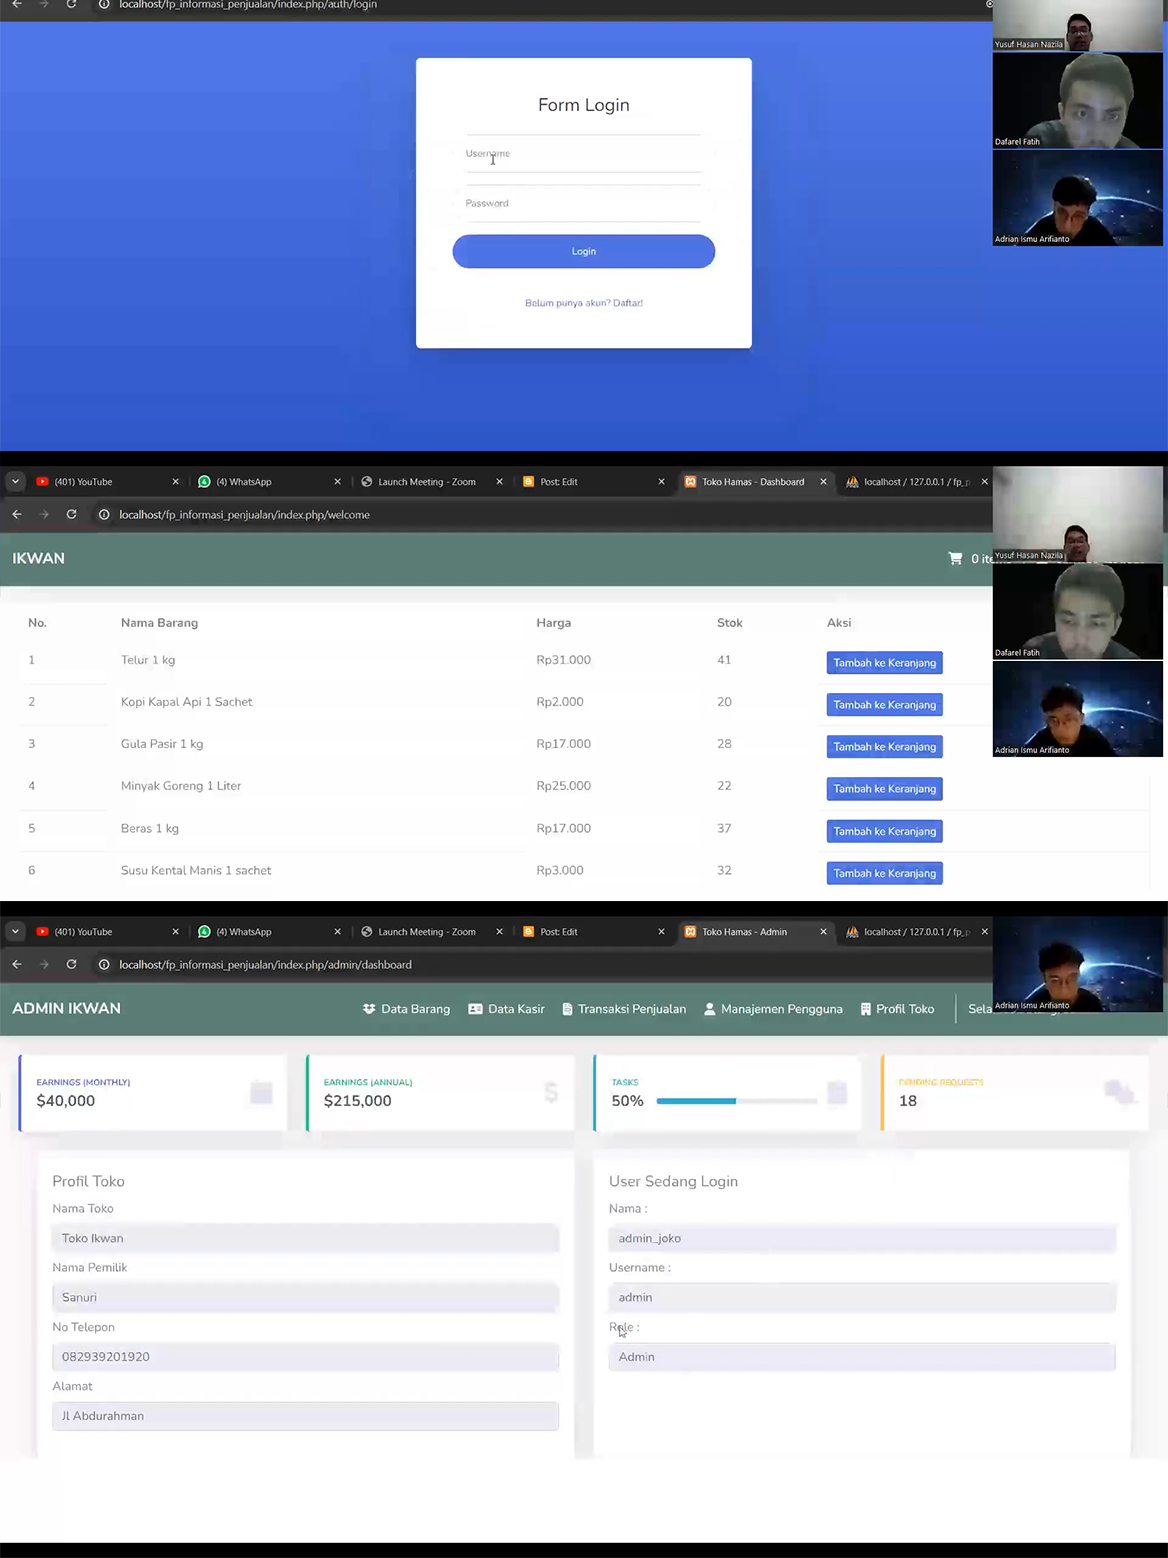 localhost/fp_informasi_penjualan/index.php/auth/login
Yusuf Hasan Nazila
Dafarel Fatih
Adrian Ismu Arifianto
Form Login
Username
Password
Login
Belum punya akun? Daftar!
(401) YouTube
(4) WhatsApp
Launch Meeting - Zoom
Post: Edit
Toko Hamas - Dashboard
localhost / 127.0.0.1 / fp_p
localhost/fp_informasi_penjualan/index.php/welcome
Yusuf Hasan Nazila
Dafarel Fatih
Adrian Ismu Arifianto
IKWAN
0 ite
No. Nama Barang Harga Stok Aksi
1 Telur 1 kg Rp31.000 41 Tambah ke Keranjang
2 Kopi Kapal Api 1 Sachet Rp2.000 20 Tambah ke Keranjang
3 Gula Pasir 1 kg Rp17.000 28 Tambah ke Keranjang
4 Minyak Goreng 1 Liter Rp25.000 22 Tambah ke Keranjang
5 Beras 1 kg Rp17.000 37 Tambah ke Keranjang
6 Susu Kental Manis 1 sachet Rp3.000 32 Tambah ke Keranjang
(401) YouTube
(4) WhatsApp
Launch Meeting - Zoom
Post: Edit
Toko Hamas - Admin
localhost / 127.0.0.1 / fp_p
localhost/fp_informasi_penjualan/index.php/admin/dashboard
Adrian Ismu Arifianto
ADMIN IKWAN
Data Barang
Data Kasir
Transaksi Penjualan
Manajemen Pengguna
Profil Toko
EARNINGS (MONTHLY)
$40,000
EARNINGS (ANNUAL)
$215,000
TASKS
50%
PENDING REQUESTS
18
Profil Toko
Nama Toko
Toko Ikwan
Nama Pemilik
Sanuri
No Telepon
082939201920
Alamat
Jl Abdurahman
User Sedang Login
Nama :
admin_joko
Username :
admin
Role :
Admin